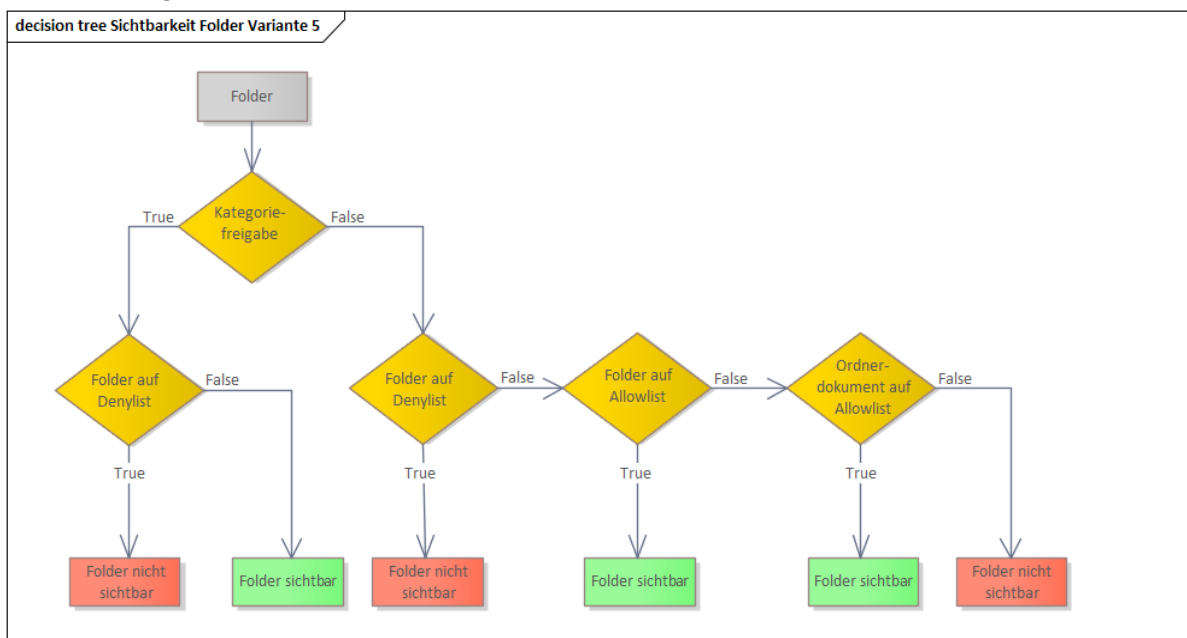 decision tree Sichtbarkeit Folder Variante 5
Folder
Kategorie-
freigabe
True
False
Folder auf
Denylist
False
Folder auf
Denylist
False
Folder auf
Allowlist
False
Ordner-
dokument auf
Allowlist
False
True
True
True
True
Folder nicht
sichtbar
Folder sichtbar
Folder nicht
sichtbar
Folder sichtbar
Folder sichtbar
Folder nicht
sichtbar